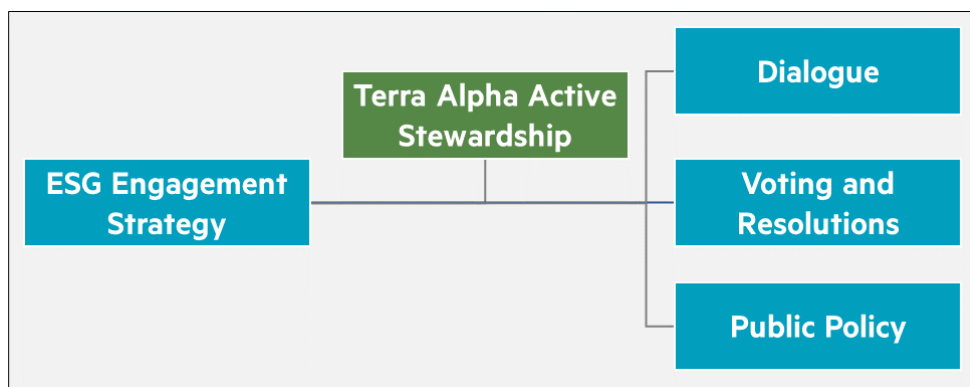 Terra Alpha Active
Stewardship
ESG Engagement
Strategy
Dialogue
Voting and
Resolutions
Public Policy